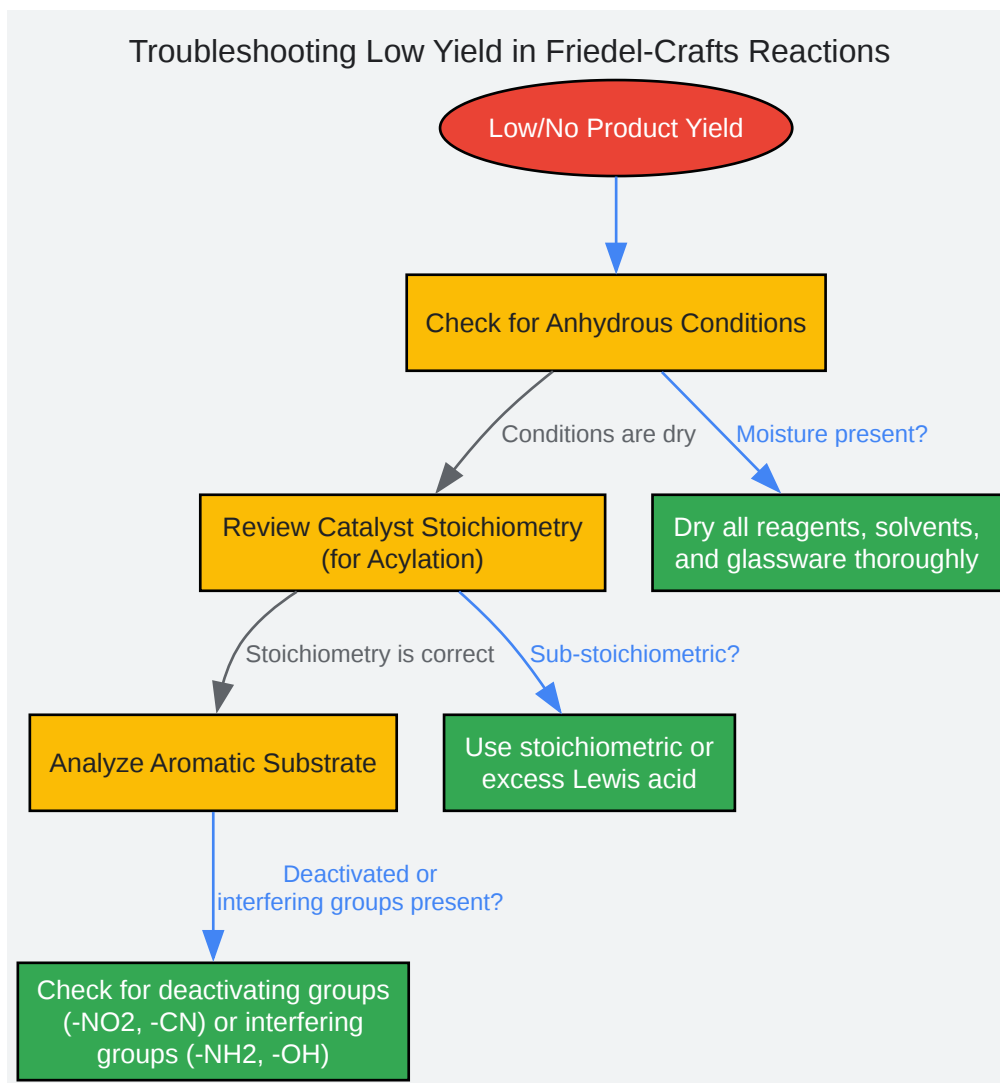 Troubleshooting Low Yield in Friedel-Crafts Reactions
Low/No Product Yield
Check for Anhydrous Conditions
Conditions are dry
Moisture present?
Review Catalyst Stoichiometry
(for Acylation)
Dry all reagents, solvents,
and glassware thoroughly
Stoichiometry is correct
Sub-stoichiometric?
Analyze Aromatic Substrate
Use stoichiometric or
excess Lewis acid
Deactivated or
interfering groups present?
Check for deactivating groups
(-NO2, -CN) or interfering
groups (-NH2, -OH)